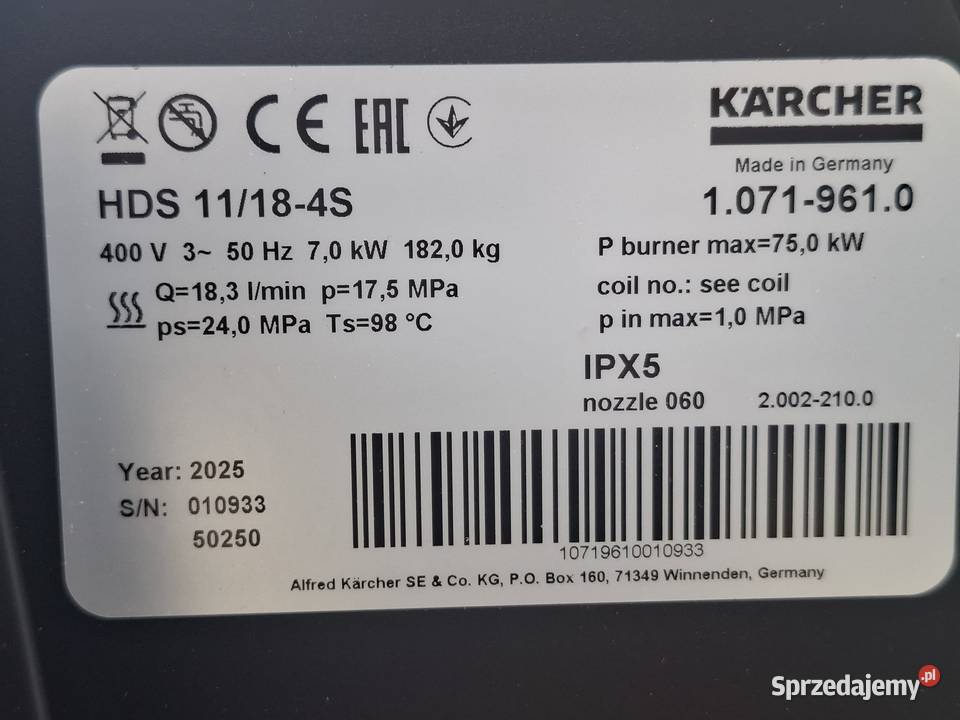 CE EAC
KÄRCHER
Made in Germany
HDS 11/18-4S
1.071-961.0
400 V 3~ 50 Hz 7,0 kW 182,0 kg
P burner max=75,0 kW
Q=18,3 l/min p=17,5 MPa
coil no.: see coil
ps=24,0 MPa Ts=98 °C
p in max=1,0 MPa
IPX5
nozzle 060 2.002-210.0
Year: 2025
S/N: 010933
50250
10719610010933
Alfred Kärcher SE & Co. KG, P.O. Box 160, 71349 Winnenden, Germany
Sprzedajemy.pl